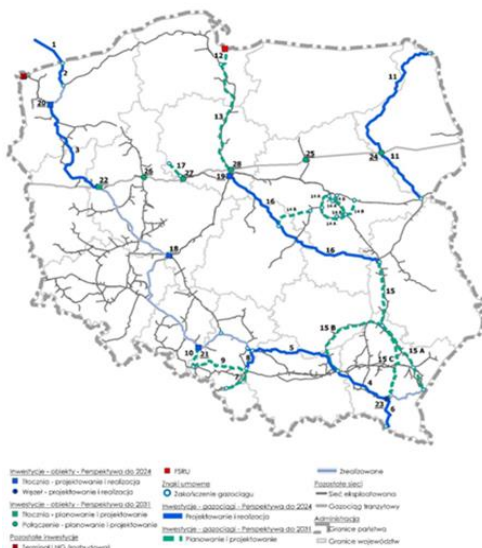 1
2
12
11
20
13
3
17
25
24
11
28
22
26
27
19
16
18
16
15
15 B
10
21
5
15 C
15 A
9
8
4
23
6
Inwestycje - obiekty - Perspektywa do 2024
Tłocznia - projektowanie i realizacja
Węzeł - projektowanie i realizacja
Inwestycje - obiekty - Perspektywa do 2031
Tłocznia - planowanie i projektowanie
Połączenie - planowanie i projektowanie
Pozostałe inwestycje
FSRU
Znaki umowne
Zakończenie gazociągu
Inwestycje - gazociągi - Perspektywa do 2024
Projektowanie i realizacja
Inwestycje - gazociągi - Perspektywa do 2031
Planowanie i projektowanie
Zrealizowane
Pozostałe sieci
Sieć eksploatowana
Gazociąg tranzytowy
Administracja
Granice państwa
Granice województw